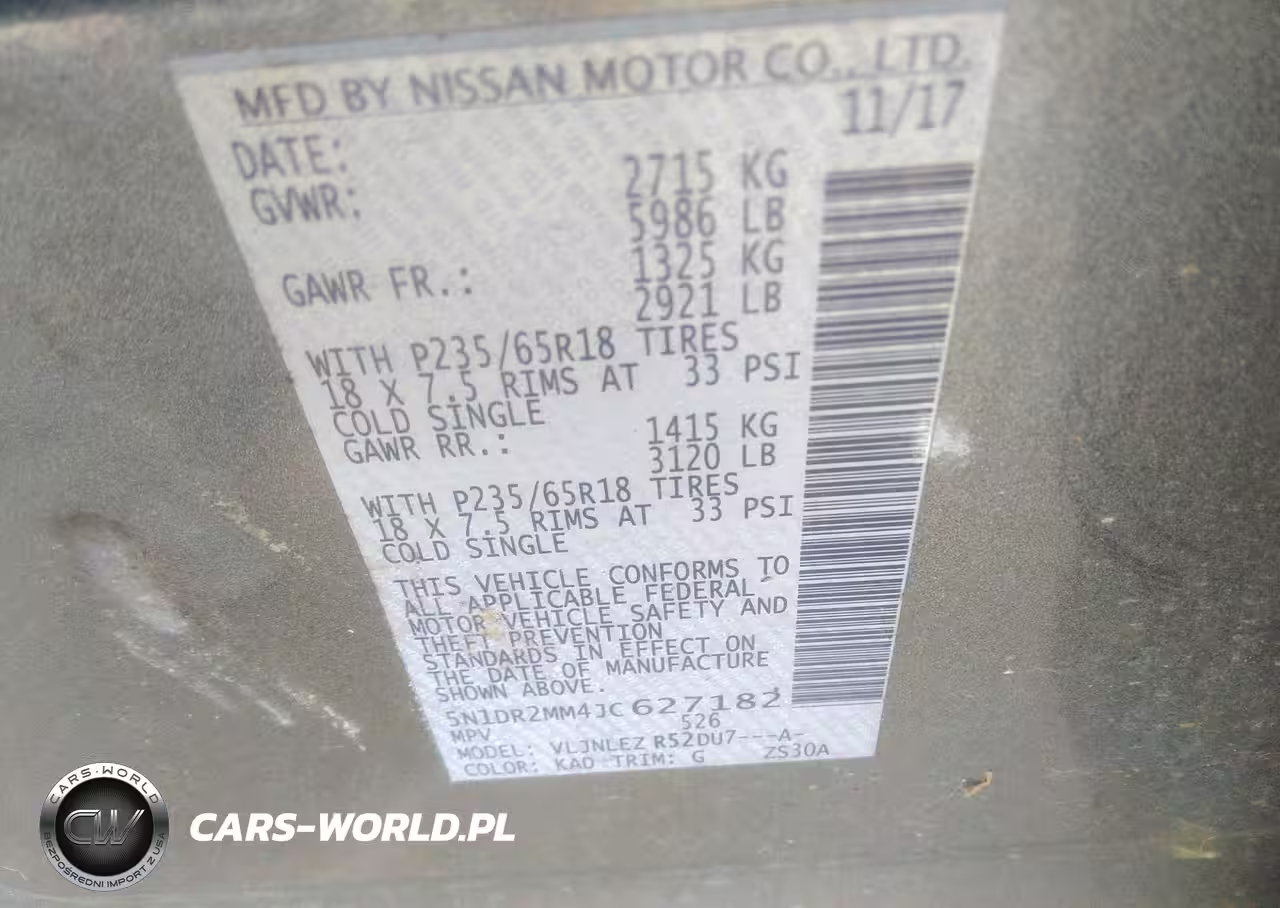 MFD BY NISSAN MOTOR CO., LTD.
DATE: 11/17
GVWR: 2715 KG
5986 LB
GAWR FR.: 1325 KG
2921 LB
WITH P235/65R18 TIRES
18 X 7.5 RIMS AT 33 PSI
COLD SINGLE
GAWR RR.: 1415 KG
3120 LB
WITH P235/65R18 TIRES
18 X 7.5 RIMS AT 33 PSI
COLD SINGLE
THIS VEHICLE CONFORMS TO
ALL APPLICABLE FEDERAL
MOTOR VEHICLE SAFETY AND
THEFT PREVENTION
STANDARDS IN EFFECT ON
THE DATE OF MANUFACTURE
SHOWN ABOVE.
5N1DR2MM4JC627182
MPV 526
MODEL: VLJNLEZ R52DU7---A-
COLOR: KAD TRIM: G ZS30A
CARS-WORLD
CW
BEZPOŚREDNI IMPORT Z USA
CARS-WORLD.PL